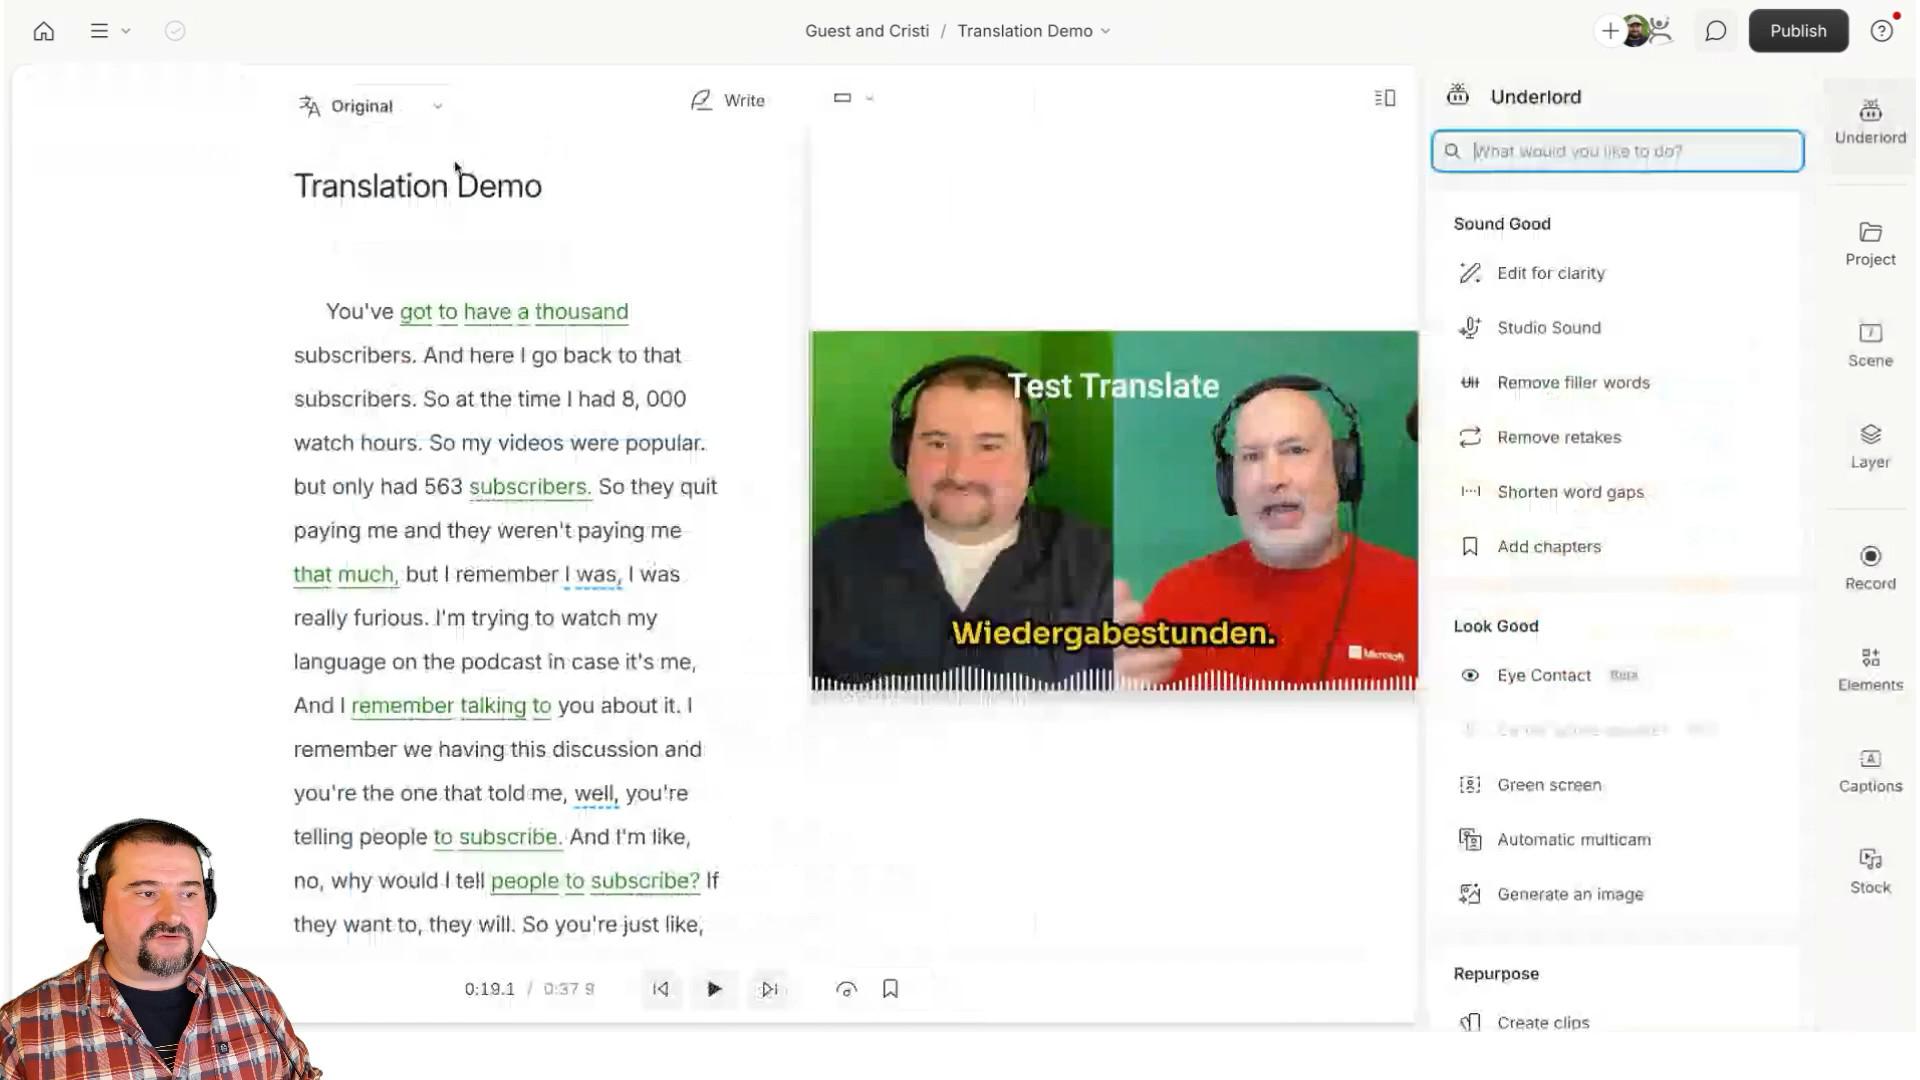 Guest and Cristi / Translation Demo
Publish
Original
Write
Translation Demo
You've got to have a thousand
subscribers. And here I go back to that
subscribers. So at the time I had 8, 000
watch hours. So my videos were popular.
but only had 563 subscribers. So they quit
paying me and they weren't paying me
that much, but I remember I was, I was
really furious. I'm trying to watch my
language on the podcast in case it's me,
And I remember talking to you about it. I
remember we having this discussion and
you're the one that told me, well, you're
telling people to subscribe. And I'm like,
no, why would I tell people to subscribe? If
they want to, they will. So you're just like,
0:19.1 / 0:37.9
Test Translate
Wiedergabestunden.
Microsoft
Underlord
What would you like to do?
Sound Good
Edit for clarity
Studio Sound
Remove filler words
Remove retakes
Shorten word gaps
Add chapters
Look Good
Eye Contact Beta
Green screen
Automatic multicam
Generate an image
Repurpose
Create clips
Underlord
Project
Scene
Layer
Record
Elements
Captions
Stock